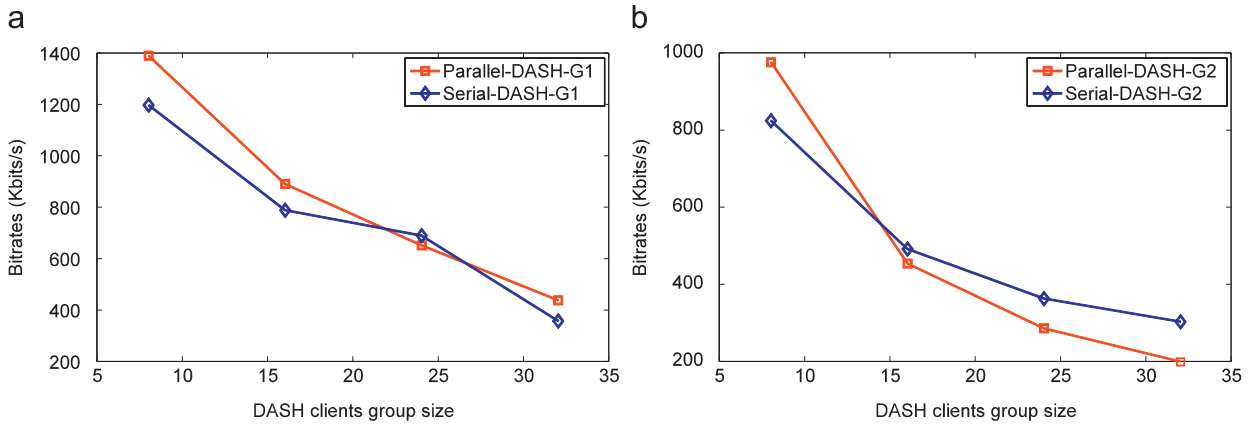 a
1400
1200
1000
800
600
400
200
5
10
15
20
25
30
35
Bitrates (Kbits/s)
DASH clients group size
Parallel-DASH-G1
Serial-DASH-G1
b
1000
800
600
400
200
5
10
15
20
25
30
35
Bitrates (Kbits/s)
DASH clients group size
Parallel-DASH-G2
Serial-DASH-G2